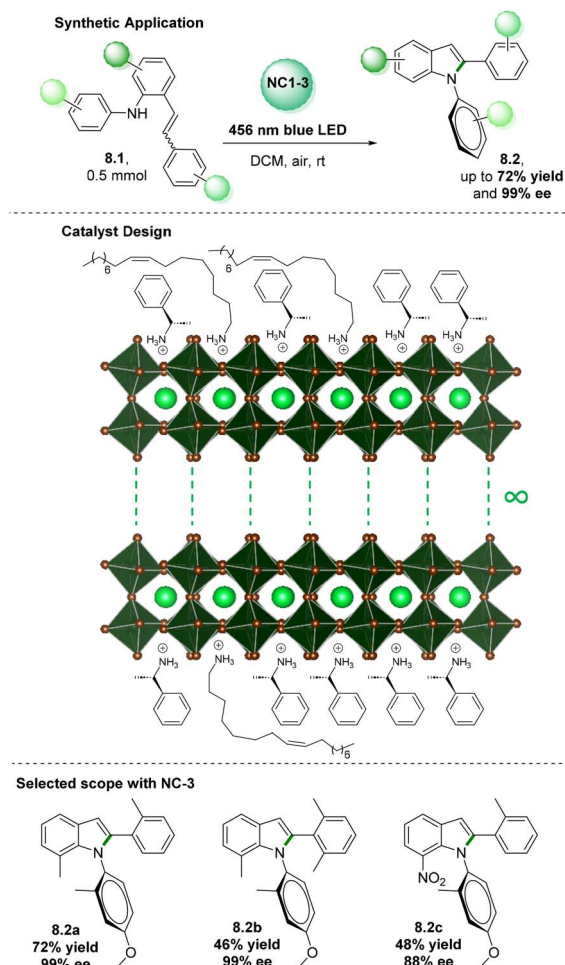 Synthetic Application
NH
8.1,
0.5 mmol
NC1-3
456 nm blue LED
DCM, air, rt
N
8.2,
up to 72% yield
and 99% ee
Catalyst Design
6
6
H₃N
H₃N
H₃N
H₃N
H₃N
H₃N
⊕
⊕
⊕
⊕
⊕
⊕
∞
⊕
⊕
⊕
⊕
⊕
⊕
NH₃
NH₃
NH₃
NH₃
NH₃
NH₃
6
Selected scope with NC-3
N
O
8.2a
72% yield
99% ee
N
O
8.2b
46% yield
99% ee
N
NO₂
O
8.2c
48% yield
88% ee